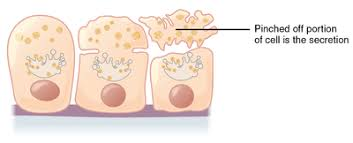 Pinched off portion
of cell is the secretion